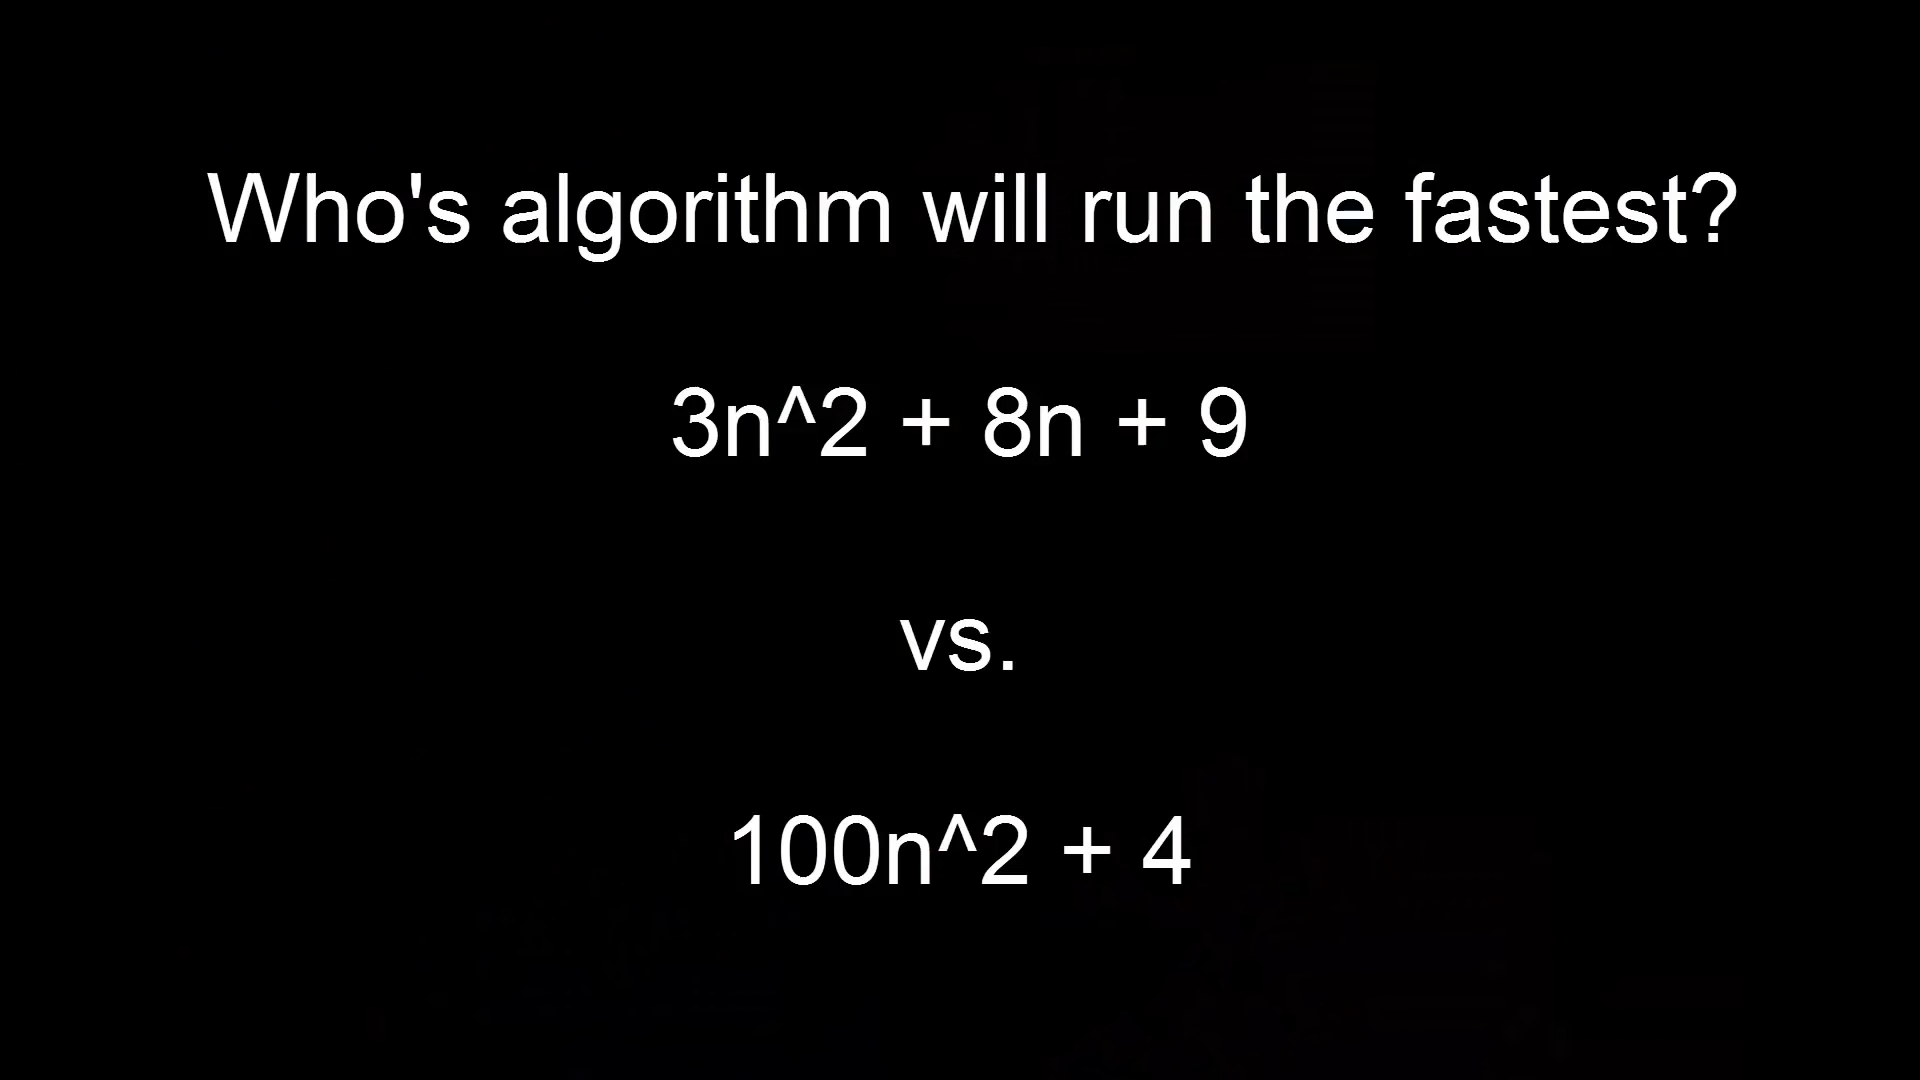 Who's algorithm will run the fastest?
3n^2 + 8n + 9
vs.
100n^2 + 4